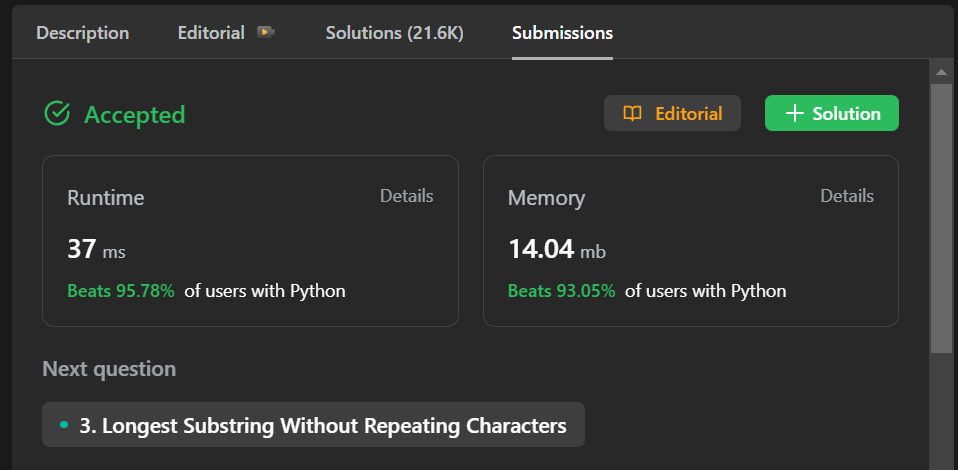 Description Editorial Solutions (21.6K) Submissions
Accepted Editorial + Solution
Runtime Details Memory Details
37 ms 14.04 mb
Beats 95.78% of users with Python Beats 93.05% of users with Python
Next question
3. Longest Substring Without Repeating Characters